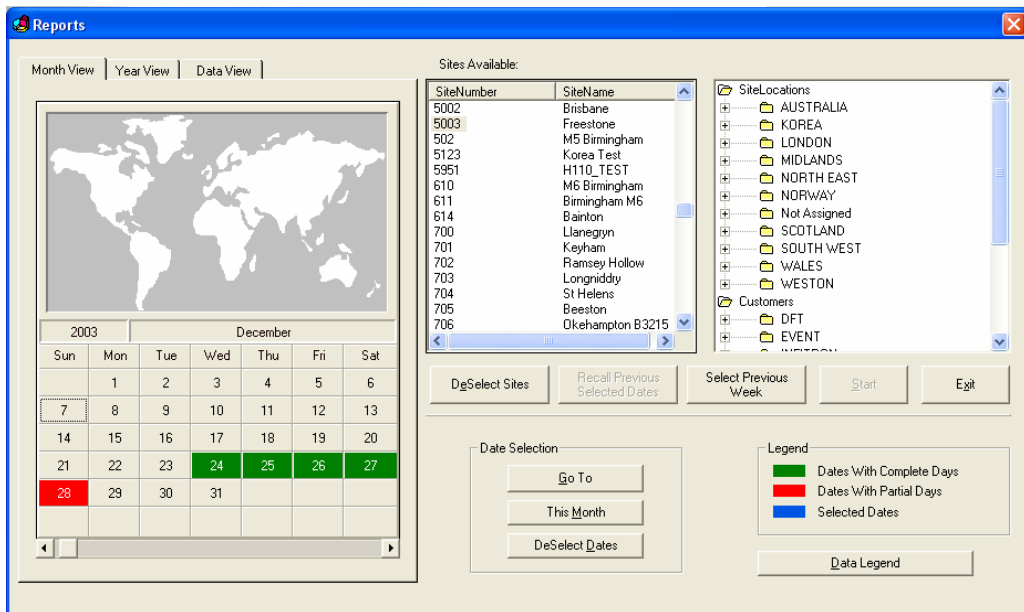 Reports
Month View Year View Data View
Sites Available:
SiteNumber SiteName
5002 Brisbane
5003 Freestone
502 M5 Birmingham
5123 Korea Test
5951 H110_TEST
610 M6 Birmingham
611 Birmingham M6
614 Bainton
700 Llanegryn
701 Keyham
702 Ramsey Hollow
703 Longniddry
704 St Helens
705 Beeston
706 Okehampton B3215
SiteLocations
AUSTRALIA
KOREA
LONDON
MIDLANDS
NORTH EAST
NORWAY
Not Assigned
SCOTLAND
SOUTH WEST
WALES
WESTON
Customers
DFT
EVENT
2003 December
Sun Mon Tue Wed Thu Fri Sat
1 2 3 4 5 6
7 8 9 10 11 12 13
14 15 16 17 18 19 20
21 22 23 24 25 26 27
28 29 30 31
DeSelect Sites
Recall Previous
Selected Dates
Select Previous
Week
Start
Exit
Date Selection
Go To
This Month
DeSelect Dates
Legend
Dates With Complete Days
Dates With Partial Days
Selected Dates
Data Legend